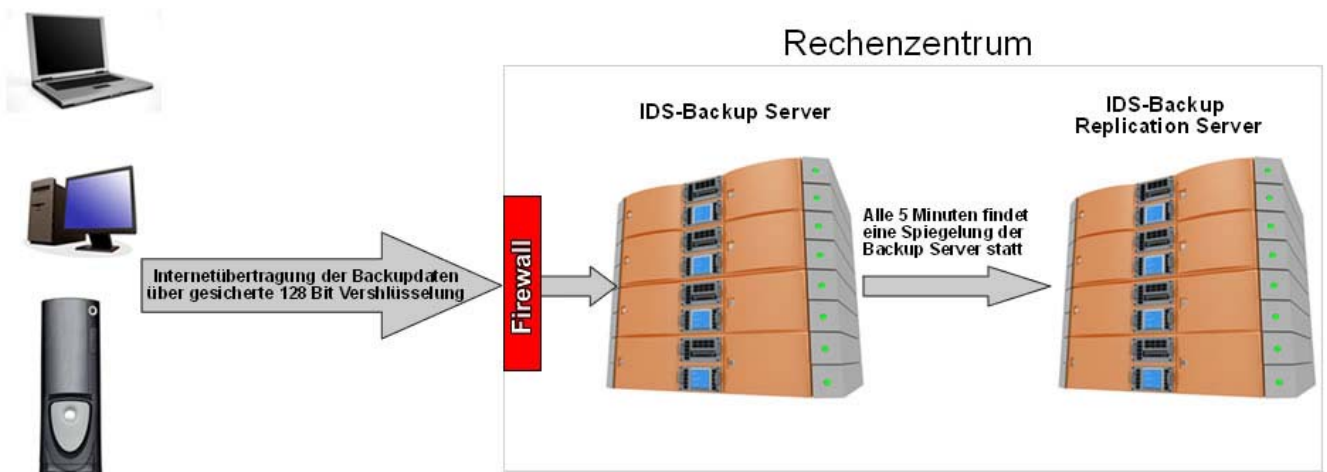 Rechenzentrum
IDS-Backup Server
IDS-Backup
Replication Server
Internetübertragung der Backupdaten
über gesicherte 128 Bit Vershlüsselung
Firewall
Alle 5 Minuten findet
eine Spiegelung der
Backup Server statt